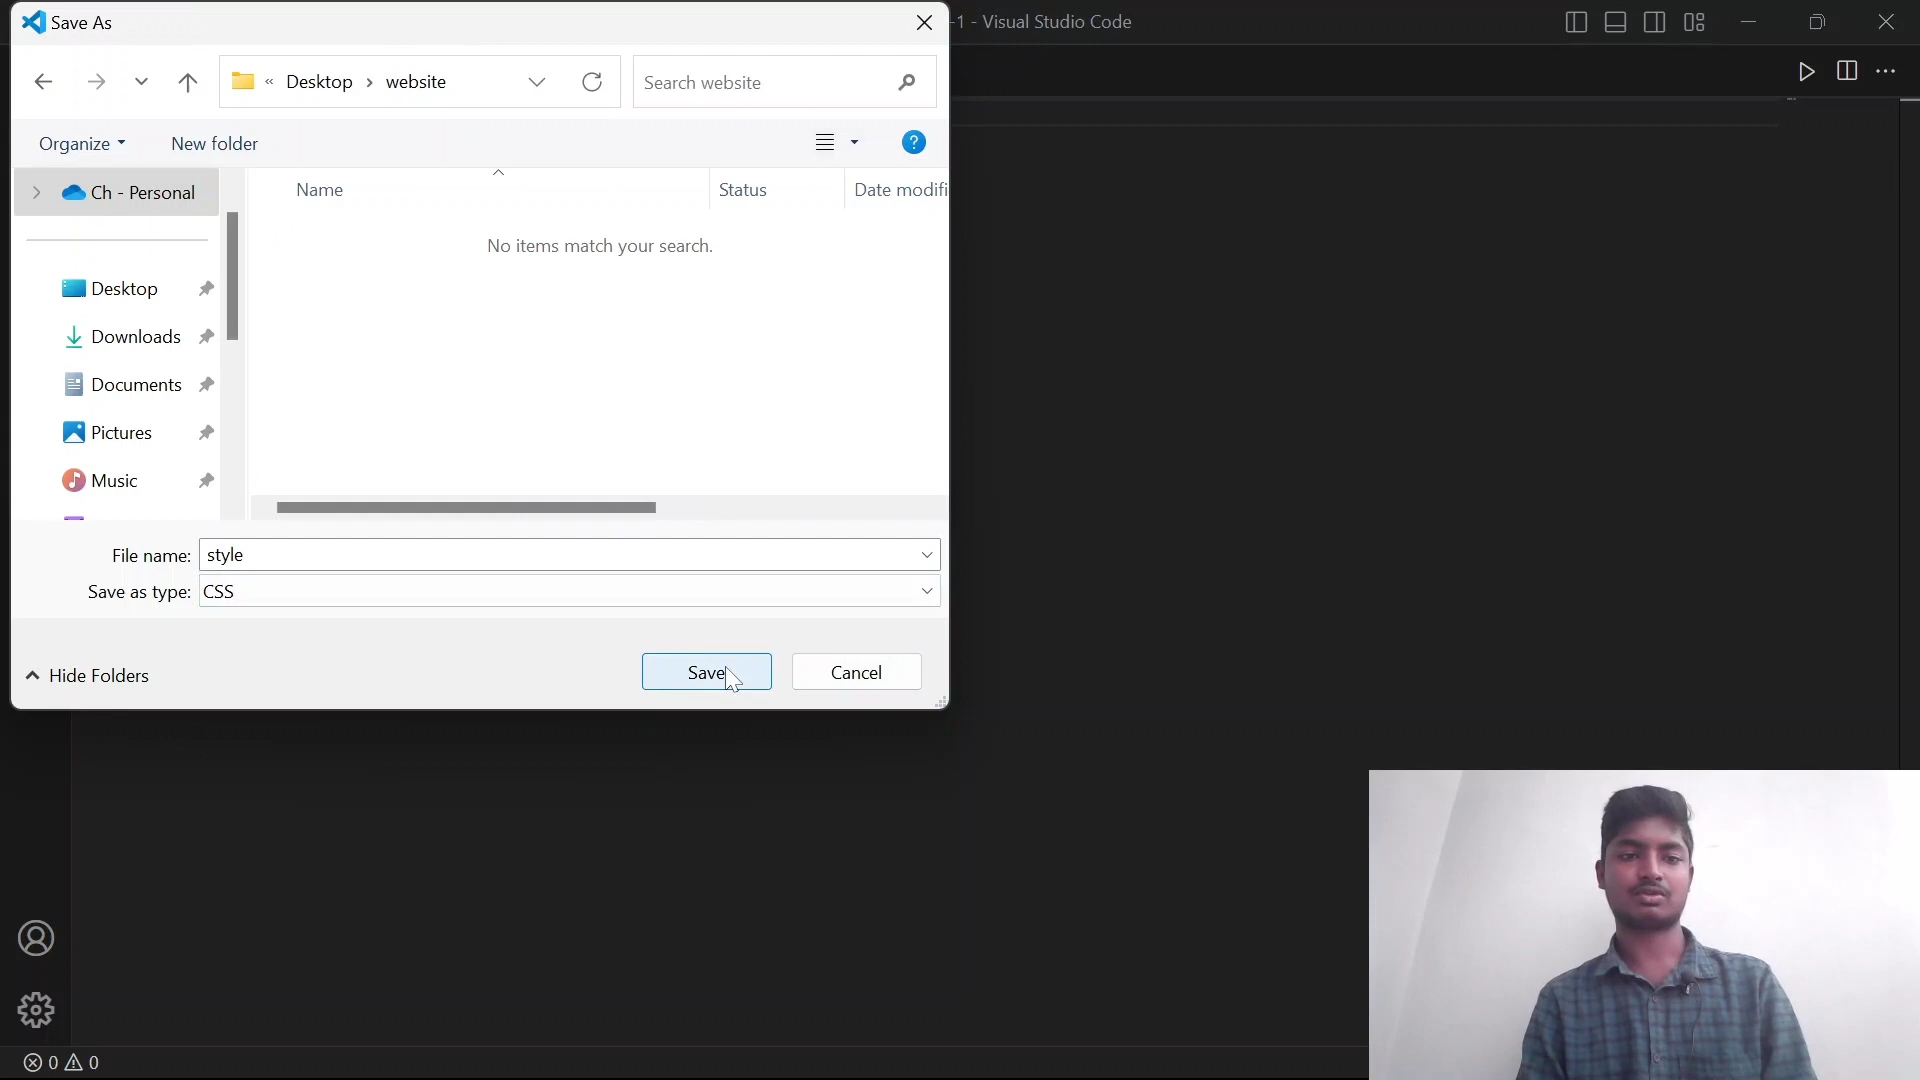 Save As
-1 - Visual Studio Code
« Desktop › website
Search website
Organize
New folder
?
Ch - Personal
Name
Status
Date modifi
No items match your search.
Desktop
Downloads
Documents
Pictures
Music
File name: style
Save as type: CSS
Hide Folders
Save
Cancel
0 0